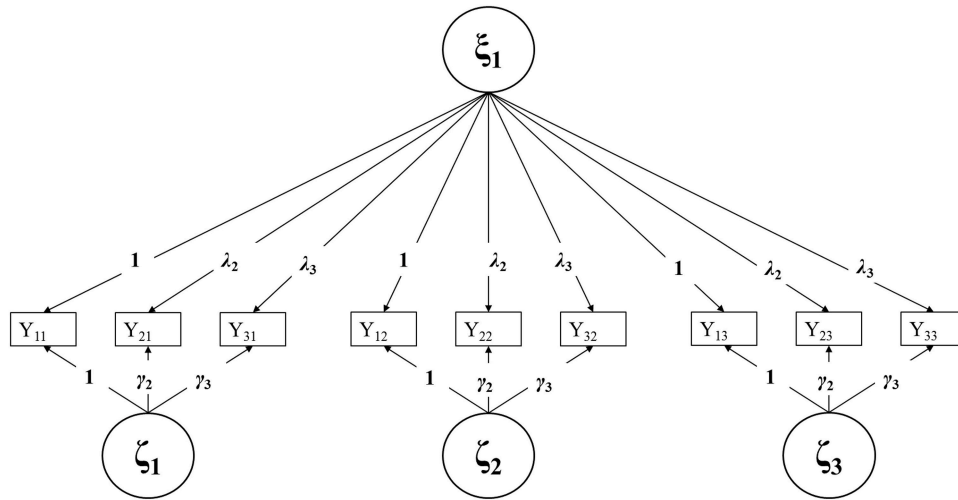 ξ₁
1 λ₂ λ₃ 1 λ₂ λ₃ 1 λ₂ λ₃
Y₁₁ Y₂₁ Y₃₁ Y₁₂ Y₂₂ Y₃₂ Y₁₃ Y₂₃ Y₃₃
1 γ₂ γ₃ 1 γ₂ γ₃ 1 γ₂ γ₃
ζ₁ ζ₂ ζ₃